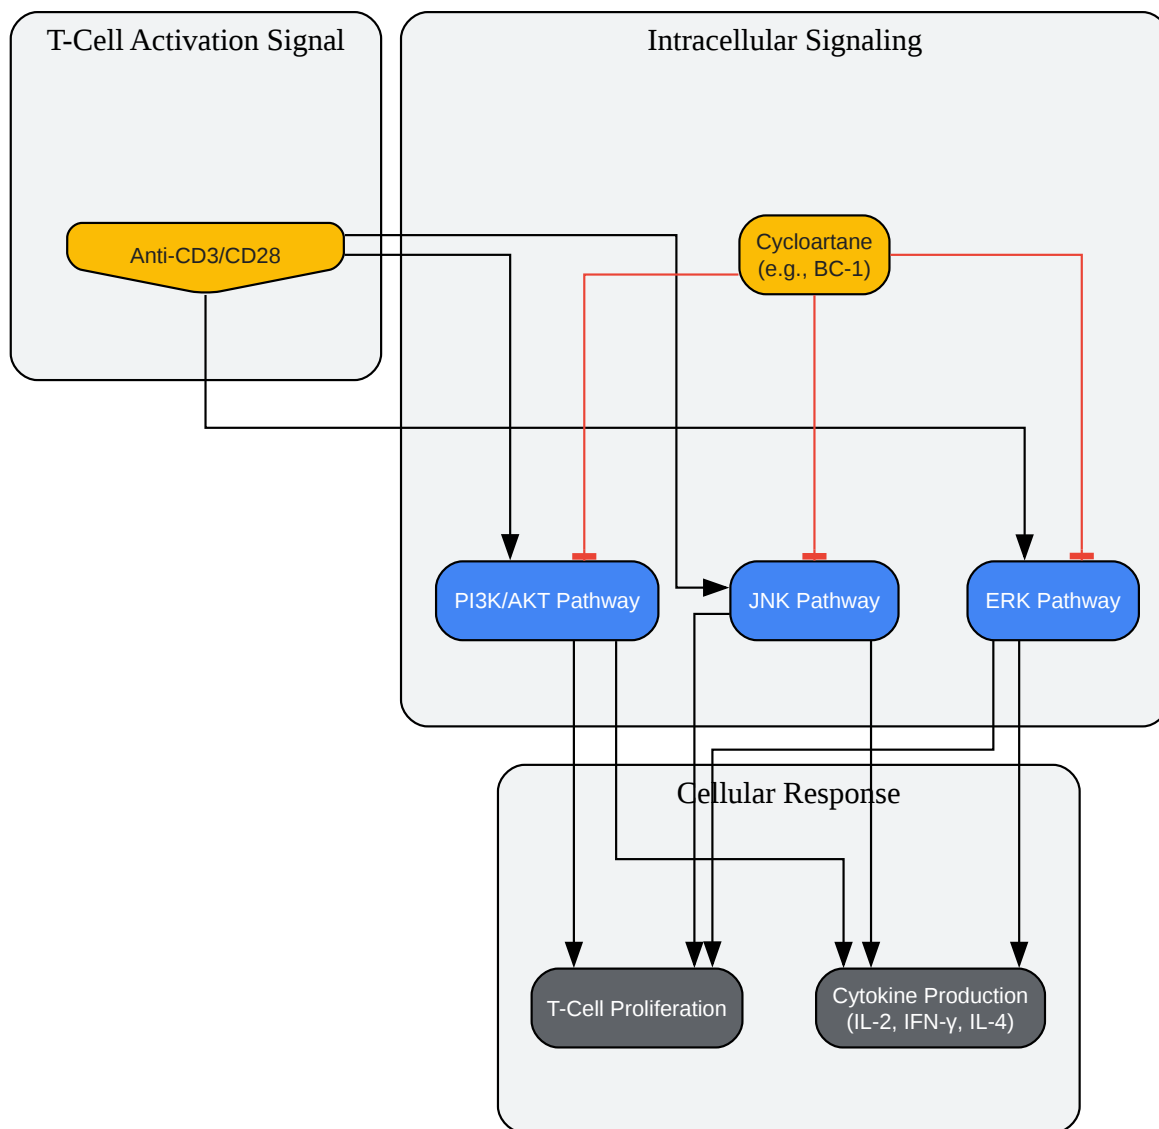 T-Cell Activation Signal
Intracellular Signaling
Anti-CD3/CD28
Cycloartane
(e.g., BC-1)
PI3K/AKT Pathway
JNK Pathway
ERK Pathway
Cellular Response
T-Cell Proliferation
Cytokine Production
(IL-2, IFN-γ, IL-4)